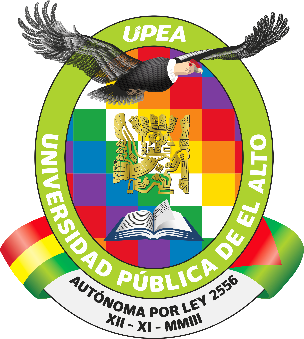 UPEA
UNIVERSIDAD PÚBLICA DE EL ALTO
AUTÓNOMA POR LEY 2556
XII - XI - MMIII